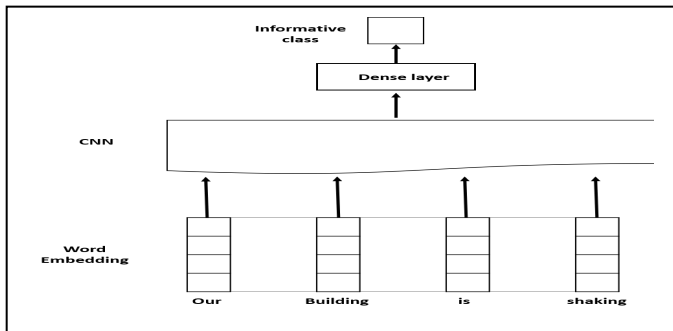 Informative
class
Dense layer
CNN
Word
Embedding
Our Building is shaking